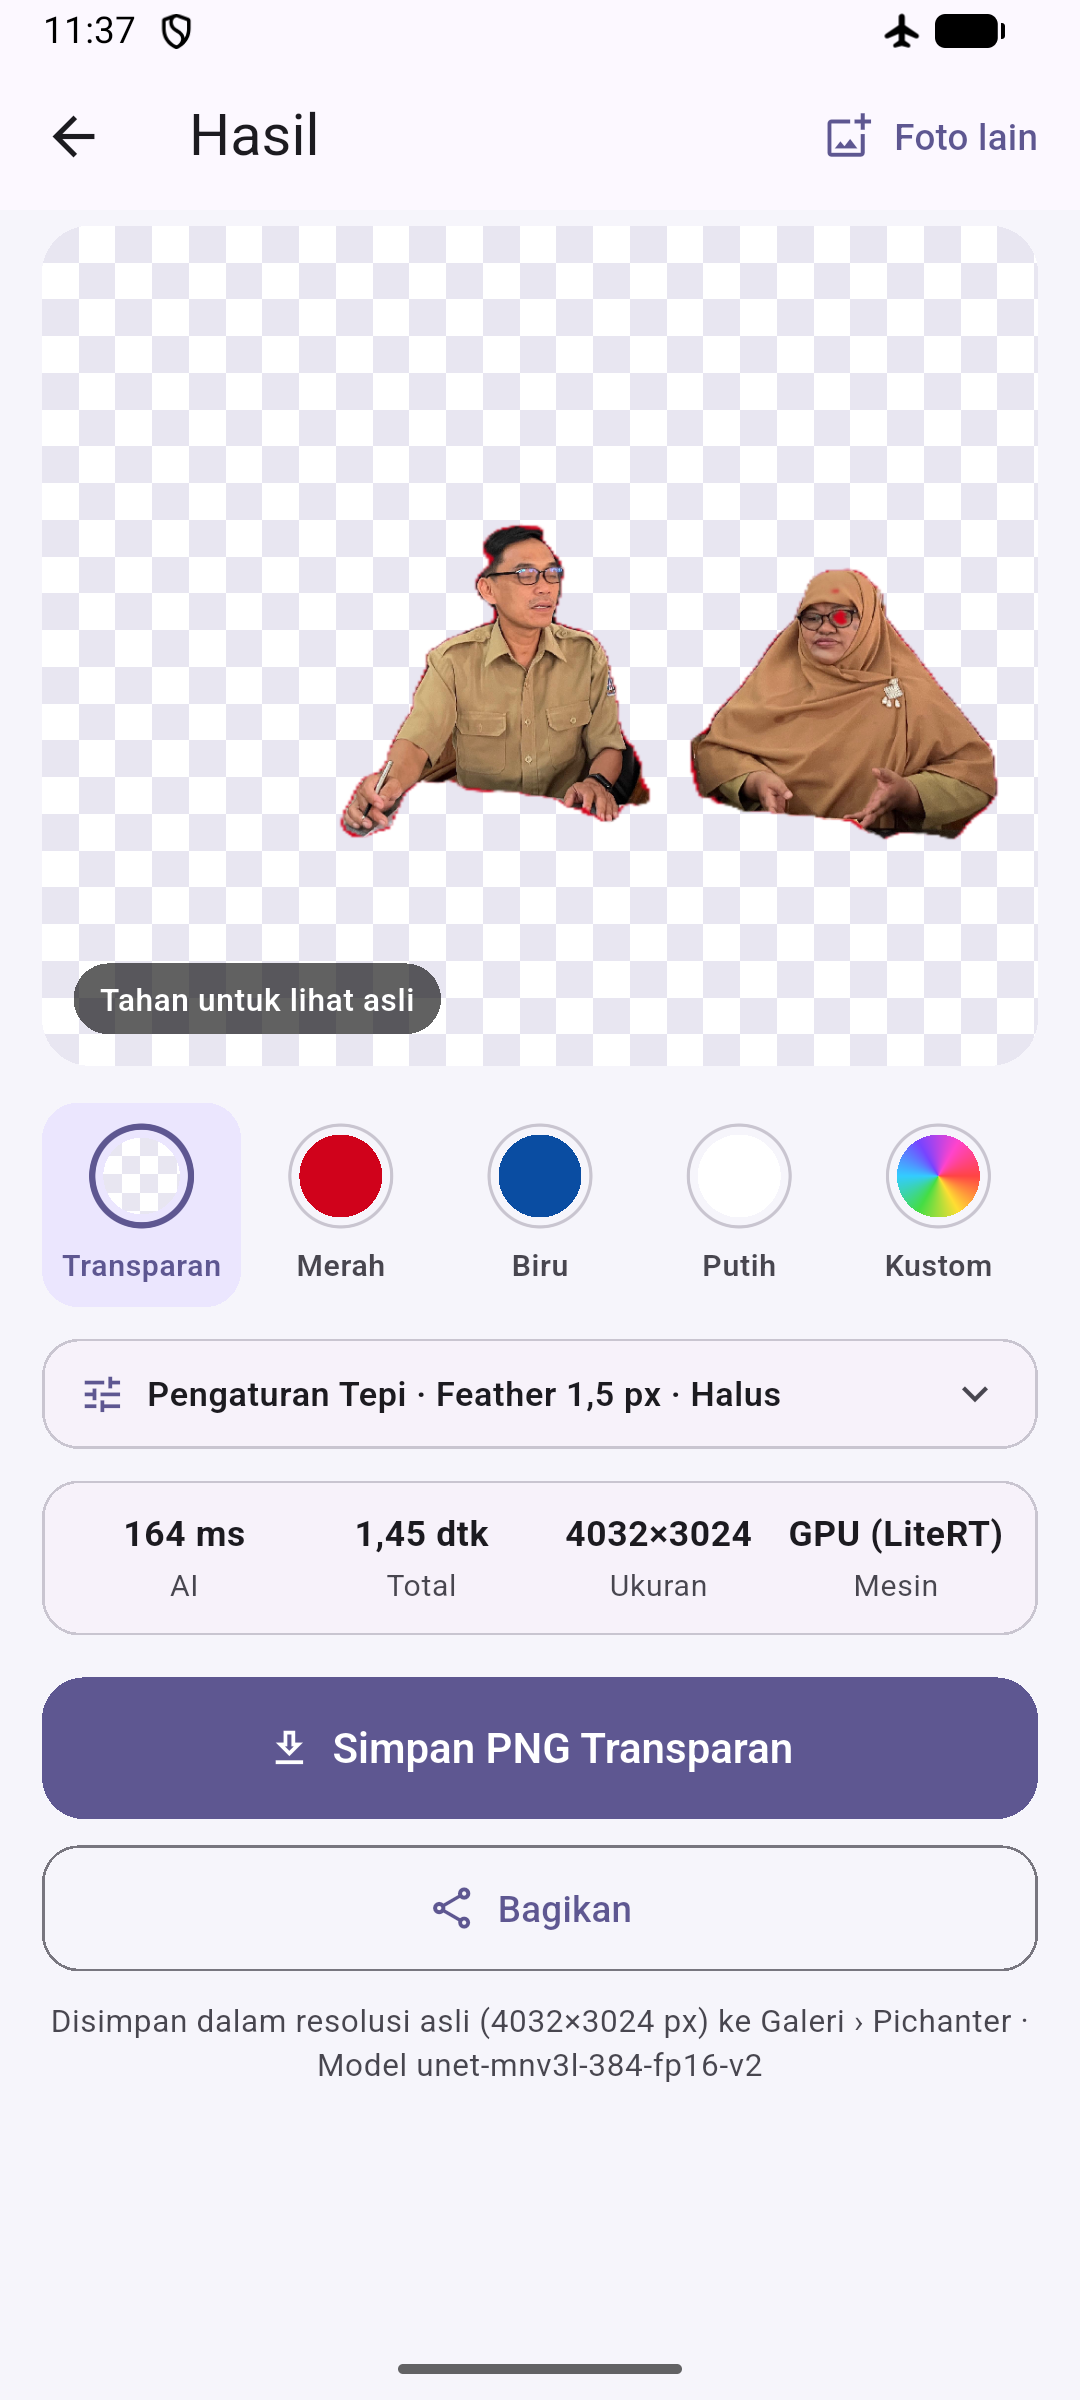 11:37
Hasil
Foto lain
Tahan untuk lihat asli
Transparan
Merah
Biru
Putih
Kustom
Pengaturan Tepi · Feather 1,5 px · Halus
164 ms
AI
1,45 dtk
Total
4032×3024
Ukuran
GPU (LiteRT)
Mesin
Simpan PNG Transparan
Bagikan
Disimpan dalam resolusi asli (4032×3024 px) ke Galeri › Pichanter ·
Model unet-mnv3l-384-fp16-v2